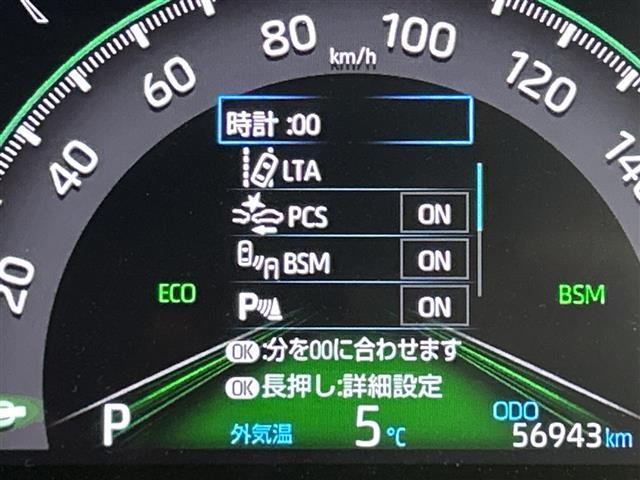 20
40
60
80
100
120
140
km/h
時計 :00
LTA
PCS ON
BSM ON
P ON
ECO
BSM
OK :分を00に合わせます
OK 長押し:詳細設定
P
外気温 5℃
ODO
56943km